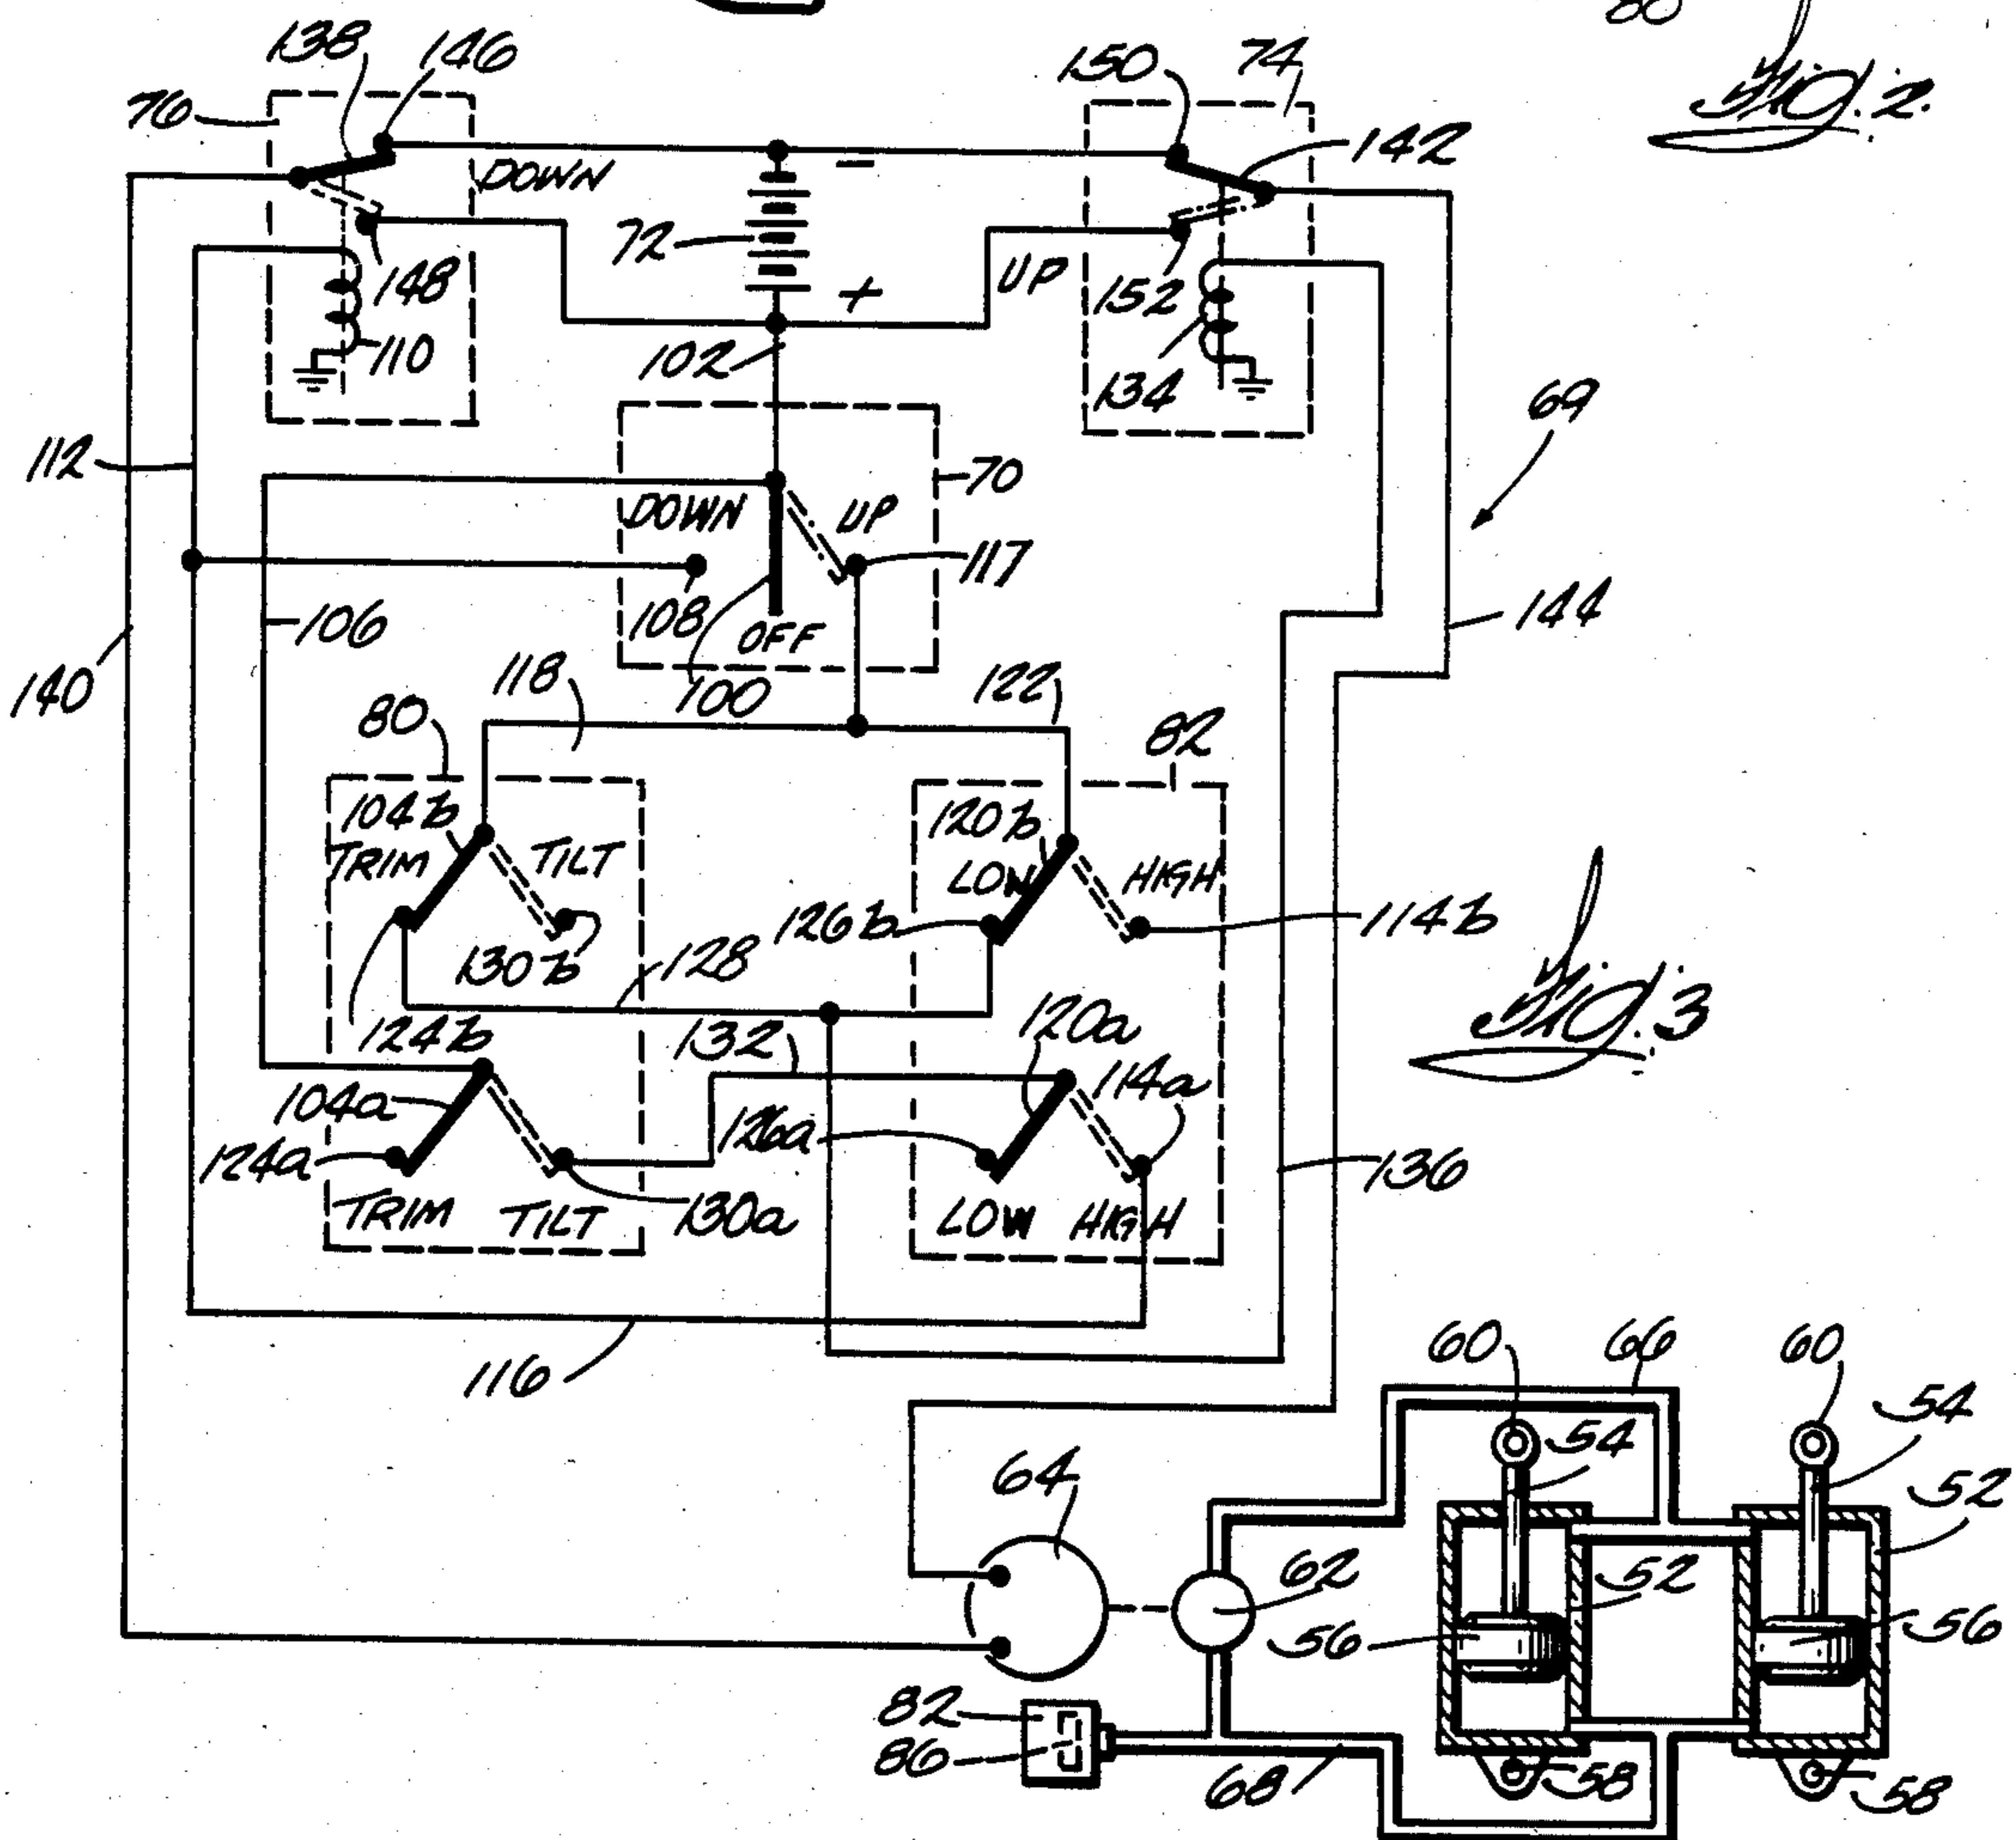 138 146 150 74
76
Fig. 2.
DOWN
−
142
72
148
+
UP
152
110
102
134
69
112
70
DOWN UP
117
106
108
OFF
144
140
118
100
122
80
82
104b
120b
TRIM TILT
LOW HIGH
126b
114b
130b
128
124b
132
120a
Fig. 3
104a
114a
126a
124a
136
TRIM TILT
130a
LOW HIGH
116
60 66 60
54
54
64
52
62
52
56
56
82
86
68
58
58